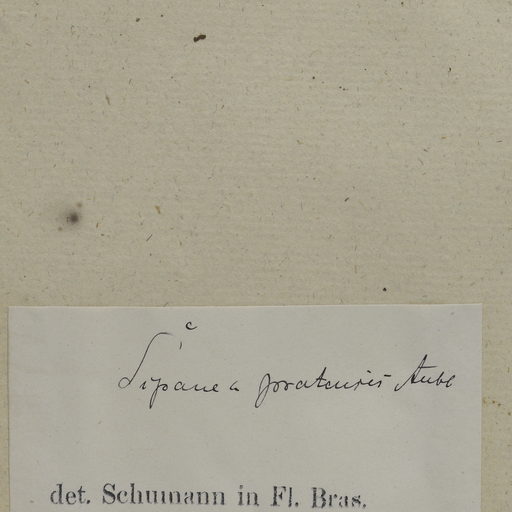 Sipanea pratensis Aubl
det. Schumann in Fl. Bras.